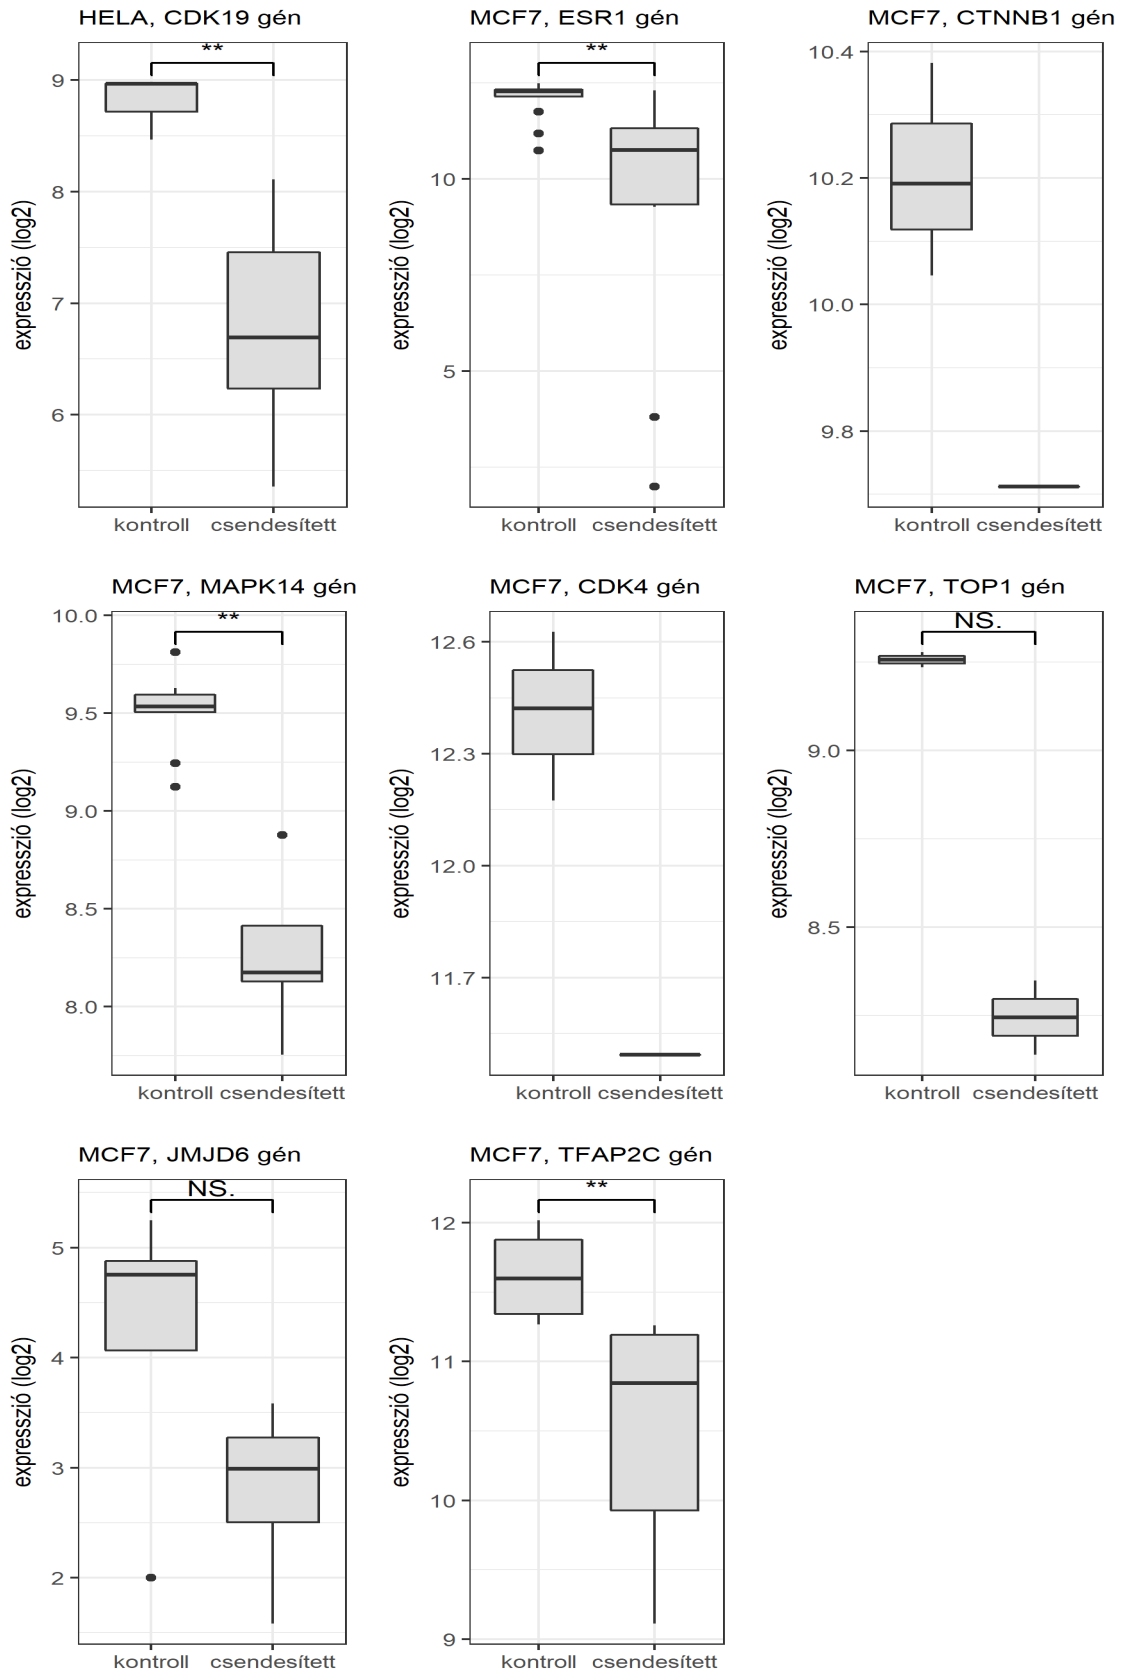 HELA, CDK19 gén
**
9
8
7
6
expresszió (log2)
kontroll csendesített
MCF7, ESR1 gén
**
10
5
expresszió (log2)
kontroll csendesített
MCF7, CTNNB1 gén
10.4
10.2
10.0
9.8
expresszió (log2)
kontroll csendesített
MCF7, MAPK14 gén
**
10.0
9.5
9.0
8.5
8.0
expresszió (log2)
kontroll csendesített
MCF7, CDK4 gén
12.6
12.3
12.0
11.7
expresszió (log2)
kontroll csendesített
MCF7, TOP1 gén
NS.
9.0
8.5
expresszió (log2)
kontroll csendesített
MCF7, JMJD6 gén
NS.
5
4
3
2
expresszió (log2)
kontroll csendesített
MCF7, TFAP2C gén
**
12
11
10
9
expresszió (log2)
kontroll csendesített